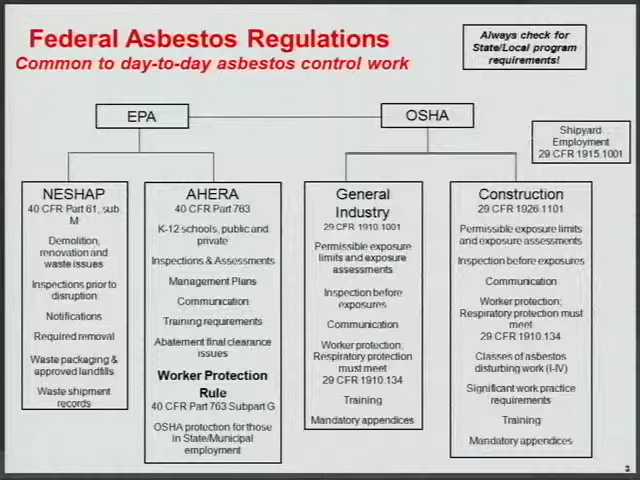 Federal Asbestos Regulations
Common to day-to-day asbestos control work
Always check for
State/Local program
requirements!
EPA
OSHA
Shipyard
Employment
29 CFR 1915.1001
NESHAP
40 CFR Part 61, sub.
M
Demolition,
renovation and
waste issues
Inspections prior to
disruption
Notifications
Required removal
Waste packaging &
approved landfills
Waste shipment
records
AHERA
40 CFR Part 763
K-12 schools, public and
private
Inspections & Assessments
Management Plans
Communication
Training requirements
Abatement final clearance
issues
Worker Protection
Rule
40 CFR Part 763 Subpart G
OSHA protection for those
in State/Municipal
employment
General
Industry
29 CFR 1910.1001
Permissible exposure
limits and exposure
assessments
Inspection before
exposures
Communication
Worker protection;
Respiratory protection
must meet
29 CFR 1910.134
Training
Mandatory appendices
Construction
29 CFR 1926.1101
Permissible exposure limits
and exposure assessments
Inspection before exposures
Communication
Worker protection;
Respiratory protection must
meet
29 CFR 1910.134
Classes of asbestos
disturbing work (I-IV)
Significant work practice
requirements
Training
Mandatory appendices
3